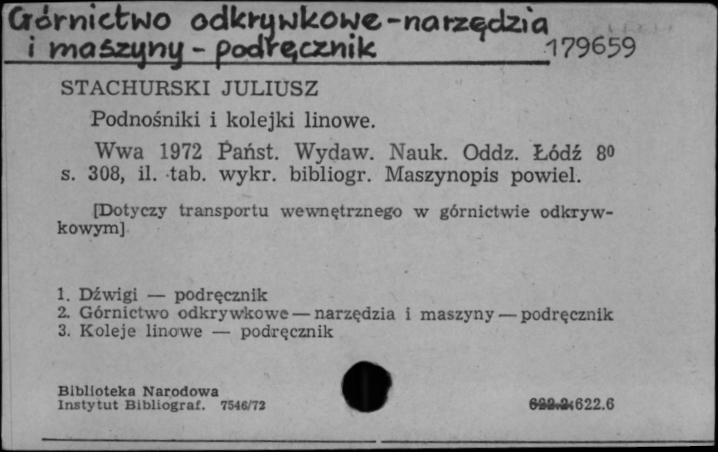 Górnictwo odkrywkowe - narzędzia
i maszyny - podręcznik
179659
STACHURSKI JULIUSZ
Podnośniki i kolejki linowe.
Wwa 1972 Państ. Wydaw. Nauk. Oddz. Łódź 8⁰
s. 308, il. tab. wykr. bibliogr. Maszynopis powiel.
[Dotyczy transportu wewnętrznego w górnictwie odkryw-
kowym]
1. Dźwigi — podręcznik
2. Górnictwo odkrywkowe — narzędzia i maszyny — podręcznik
3. Koleje linowe — podręcznik
Biblioteka Narodowa
Instytut Bibliograf. 7546/72
622.6